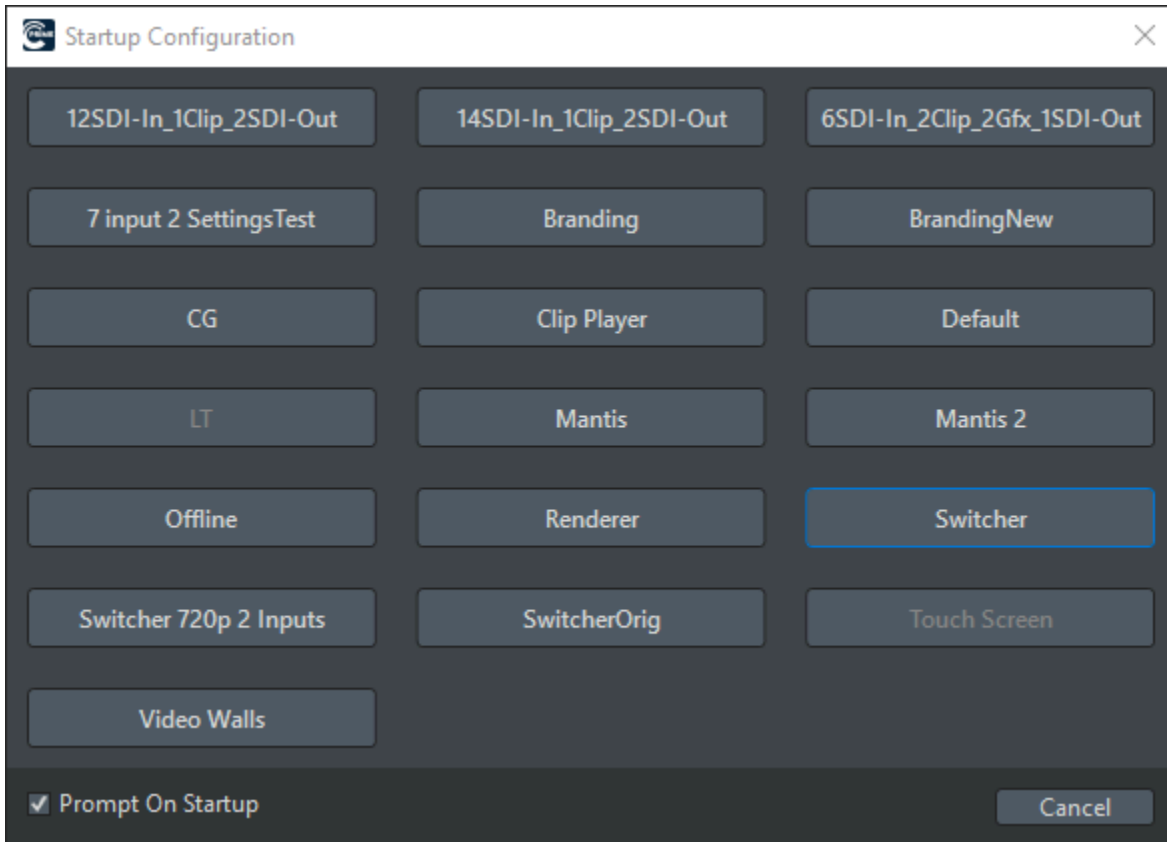 PRIME
Startup Configuration
12SDI-In_1Clip_2SDI-Out
14SDI-In_1Clip_2SDI-Out
6SDI-In_2Clip_2Gfx_1SDI-Out
7 input 2 SettingsTest
Branding
BrandingNew
CG
Clip Player
Default
LT
Mantis
Mantis 2
Offline
Renderer
Switcher
Switcher 720p 2 Inputs
SwitcherOrig
Touch Screen
Video Walls
Prompt On Startup
Cancel